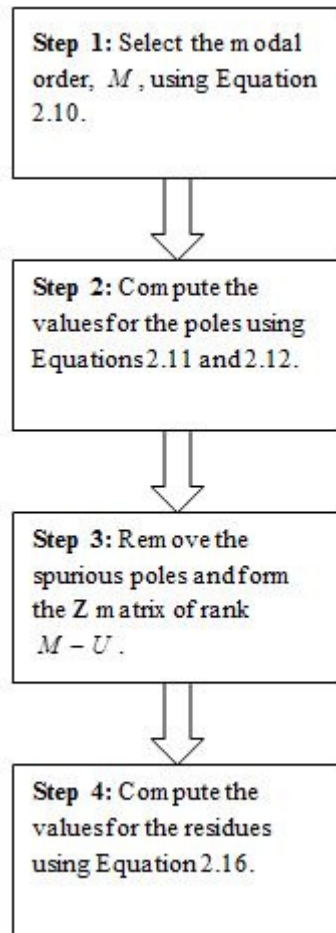 Step 1: Select the modal
order, M, using Equation
2.10.
Step 2: Compute the
values for the poles using
Equations 2.11 and 2.12.
Step 3: Remove the
spurious poles and form
the Z matrix of rank
M − U.
Step 4: Compute the
values for the residues
using Equation 2.16.